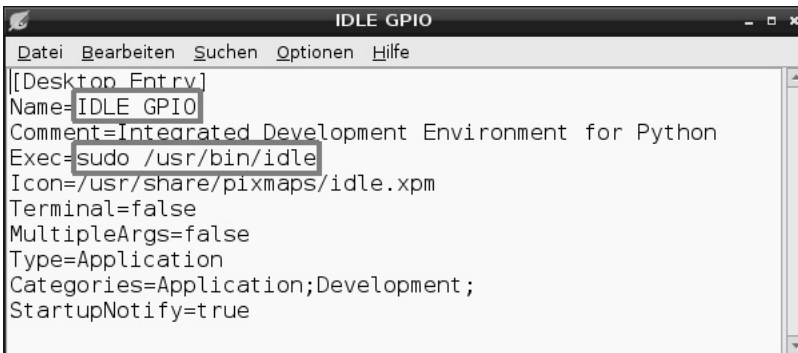 IDLE GPIO
Datei Bearbeiten Suchen Optionen Hilfe
[Desktop Entry]
Name=IDLE GPIO
Comment=Integrated Development Environment for Python
Exec=sudo /usr/bin/idle
Icon=/usr/share/pixmaps/idle.xpm
Terminal=false
MultipleArgs=false
Type=Application
Categories=Application;Development;
StartupNotify=true